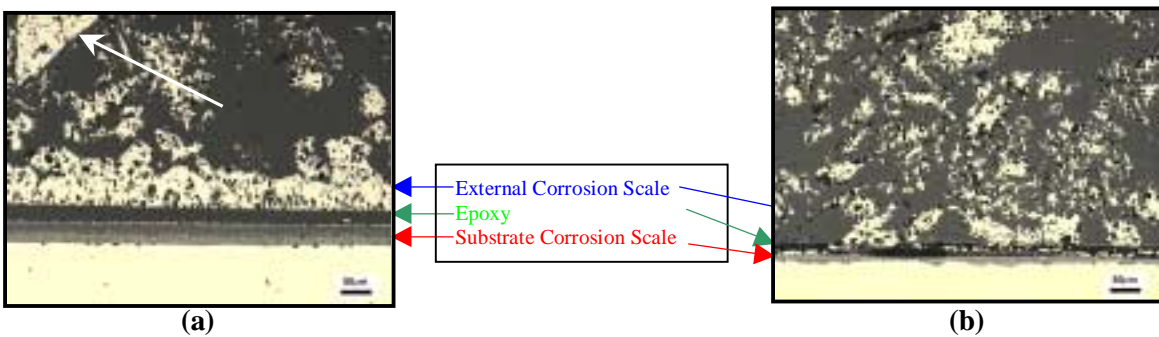 External Corrosion Scale
Epoxy
Substrate Corrosion Scale
(a)
(b)